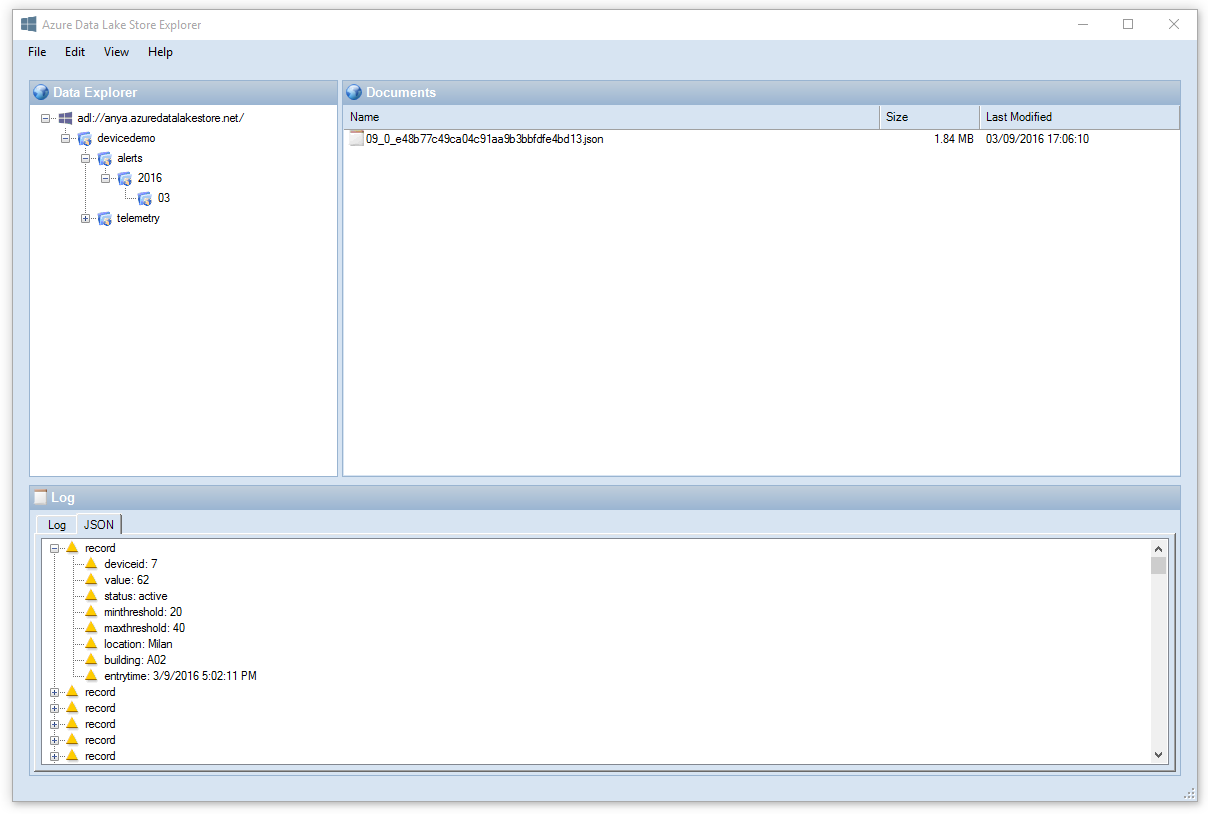 Azure Data Lake Store Explorer
File Edit View Help
Data Explorer
adl://anya.azuredatalakestore.net/
devicedemo
alerts
2016
03
telemetry
Documents
Name Size Last Modified
09_0_e48b77c49ca04c91aa9b3bbfdfe4bd13.json 1.84 MB 03/09/2016 17:06:10
Log
Log JSON
record
deviceid: 7
value: 62
status: active
minthreshold: 20
maxthreshold: 40
location: Milan
building: A02
entrytime: 3/9/2016 5:02:11 PM
record
record
record
record
record